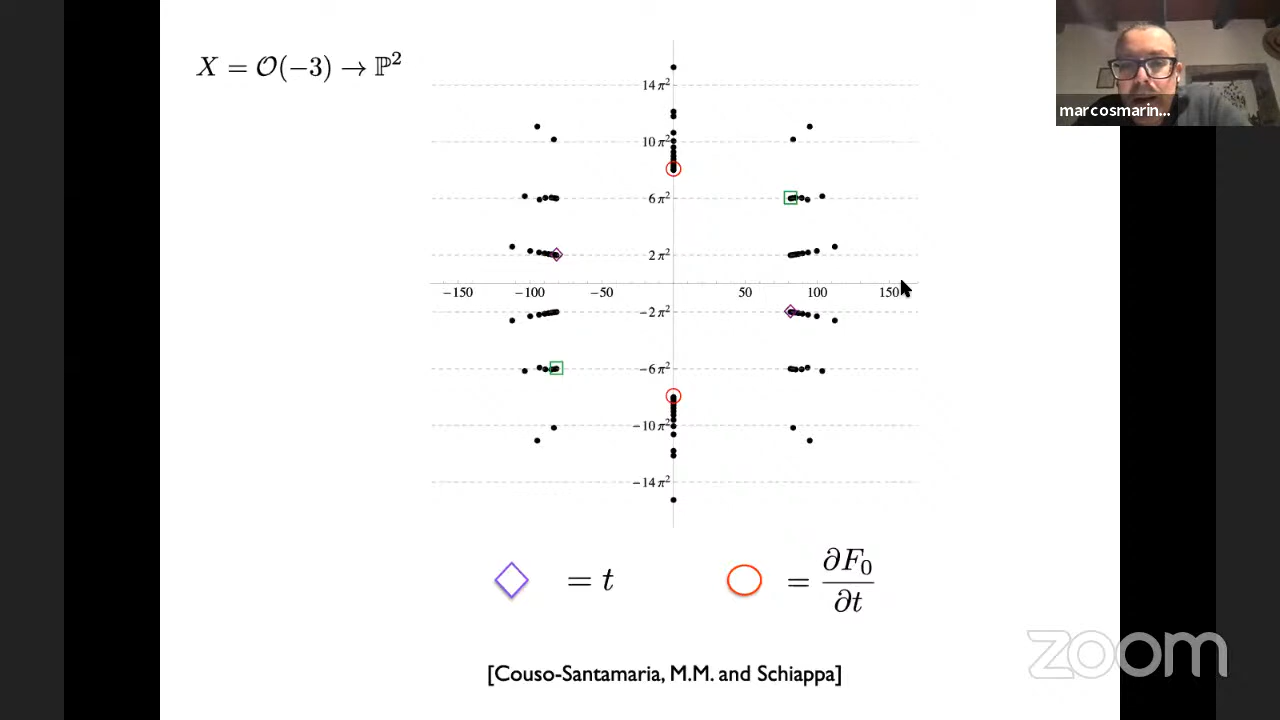 X = 𝒪(−3) → ℙ²
marcosmarin...
14 π²
10 π²
6 π²
2 π²
−150 −100 −50 50 100 150
−2 π²
−6 π²
−10 π²
−14 π²
= t
= ∂F₀/∂t
zoom
[Couso-Santamaria, M.M. and Schiappa]